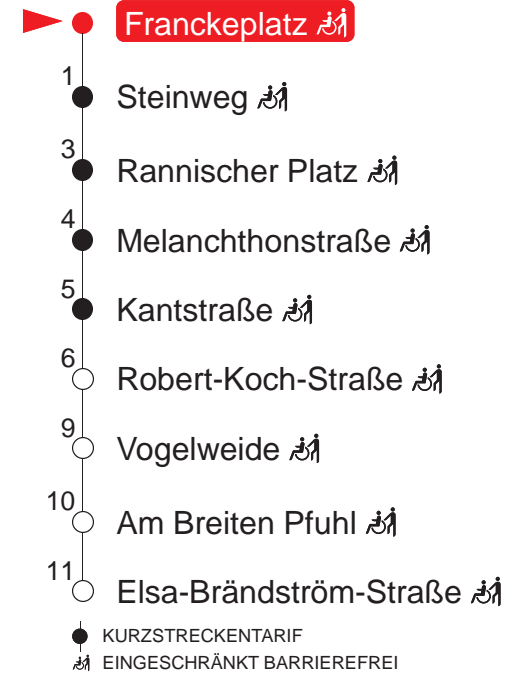 Franckeplatz
1
Steinweg
3
Rannischer Platz
4
Melanchthonstraße
5
Kantstraße
6
Robert-Koch-Straße
9
Vogelweide
10
Am Breiten Pfuhl
11
Elsa-Brändström-Straße
KURZSTRECKENTARIF
EINGESCHRÄNKT BARRIEREFREI